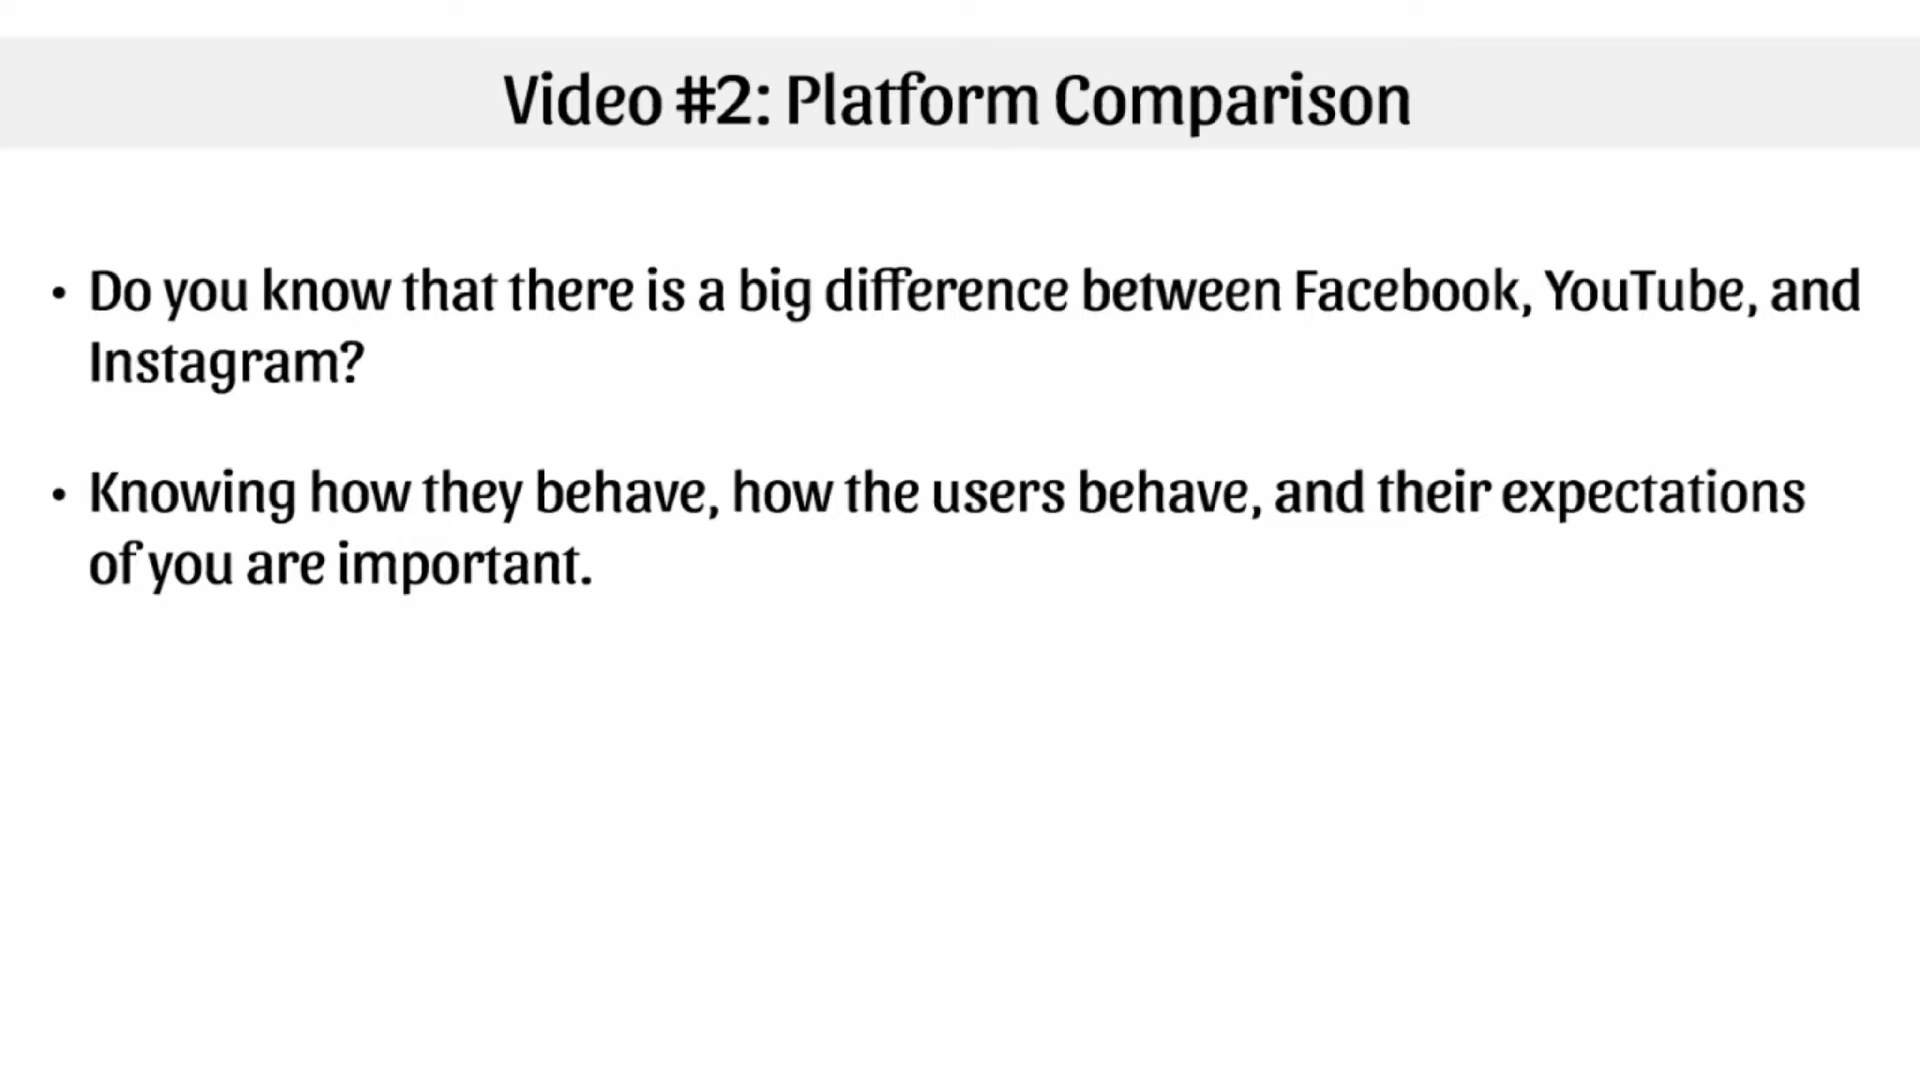 Video #2: Platform Comparison
• Do you know that there is a big difference between Facebook, YouTube, and
Instagram?
• Knowing how they behave, how the users behave, and their expectations
of you are important.